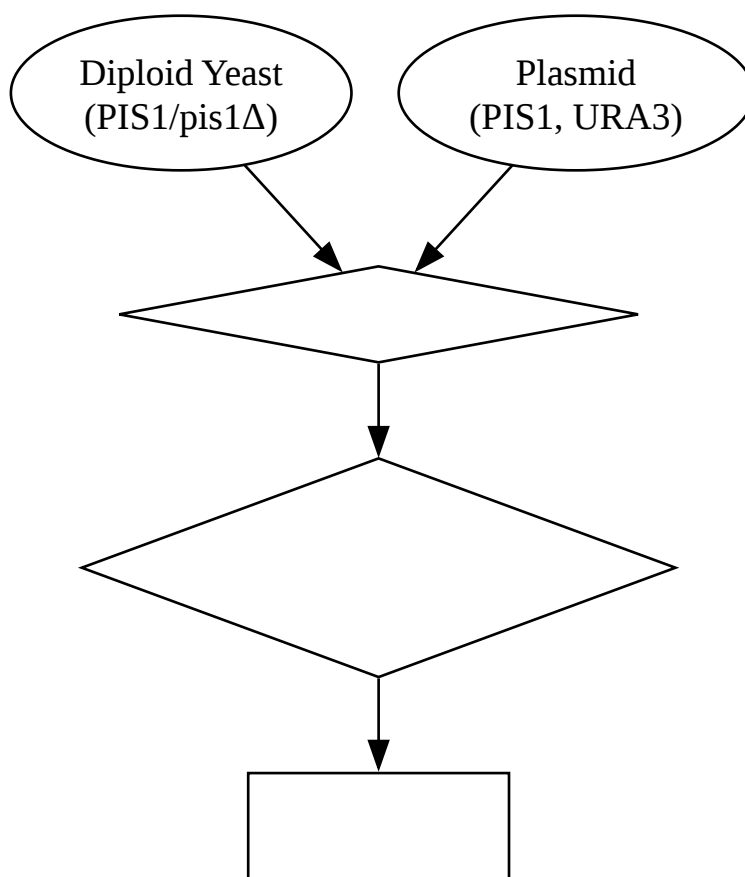 Diploid Yeast
(PIS1/pis1Δ)
Plasmid
(PIS1, URA3)